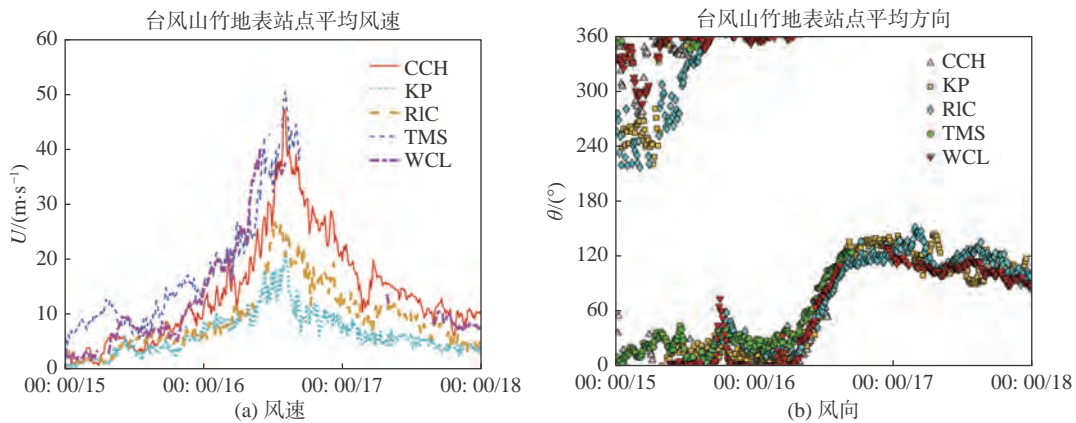 台风山竹地表站点平均风速
60
50
40
30
20
10
0
U/(m·s⁻¹)
CCH
KP
RIC
TMS
WCL
00: 00/15
00: 00/16
00: 00/17
00: 00/18
(a) 风速
台风山竹地表站点平均方向
360
300
240
180
120
60
0
θ/(°)
CCH
KP
RIC
TMS
WCL
00: 00/15
00: 00/16
00: 00/17
00: 00/18
(b) 风向